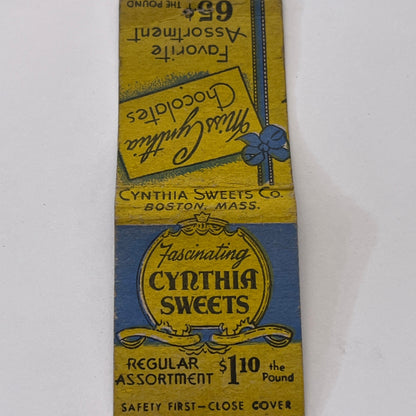 Miss Cynthia
Chocolates
Favorite
Assortment
65¢ THE POUND
CYNTHIA SWEETS CO.
BOSTON, MASS.
Fascinating
CYNTHIA
SWEETS
REGULAR
ASSORTMENT $1.10 the Pound
SAFETY FIRST—CLOSE COVER